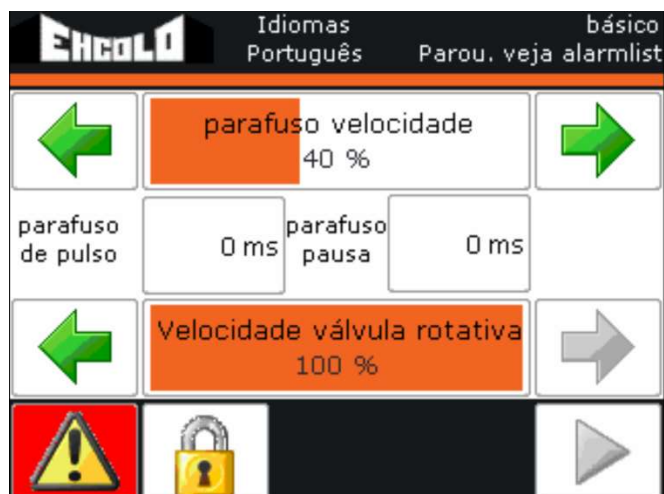 EHCOLO
Idiomas
básico
Português
Parou. veja alarmlist
parafuso velocidade
40 %
parafuso
de pulso
0 ms
parafuso
pausa
0 ms
Velocidade válvula rotativa
100 %